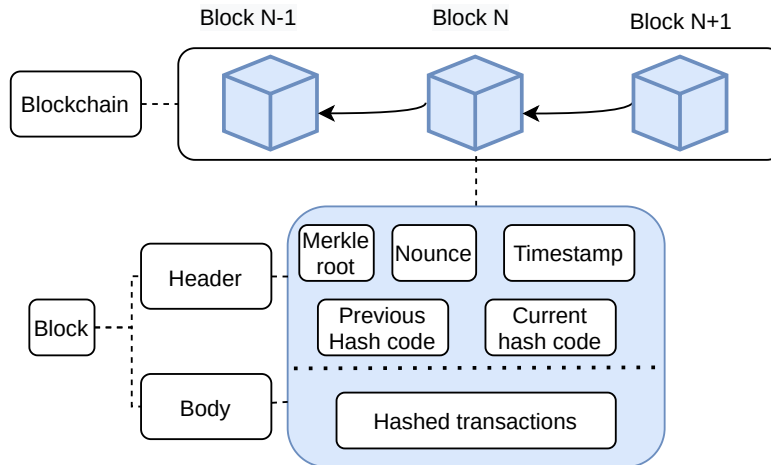 Block N-1
Block N
Block N+1
Blockchain
Merkle
root
Nounce
Timestamp
Header
Previous
Hash code
Current
hash code
Block
Body
Hashed transactions